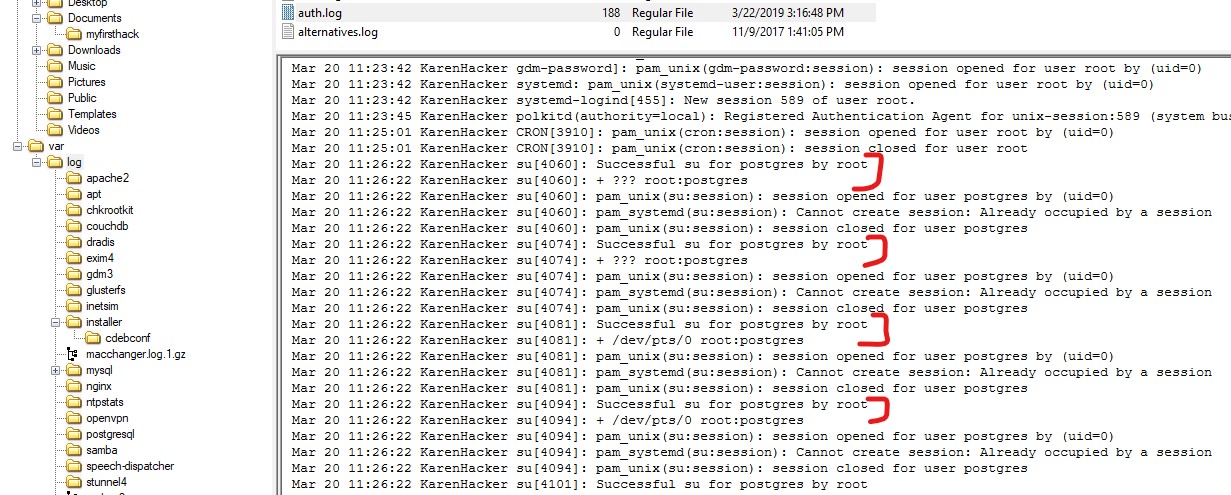 Desktop
Documents
myfirsthack
Downloads
Music
Pictures
Public
Templates
Videos
var
log
apache2
apt
chkrootkit
couchdb
dradis
exim4
gdm3
glusterfs
inetsim
installer
cdebconf
macchanger.log.1.gz
mysql
nginx
ntpstats
openvpn
postgresql
samba
speech-dispatcher
stunnel4
auth.log 188 Regular File 3/22/2019 3:16:48 PM
alternatives.log 0 Regular File 11/9/2017 1:41:05 PM
Mar 20 11:23:42 KarenHacker gdm-password]: pam_unix(gdm-password:session): session opened for user root by (uid=0)
Mar 20 11:23:42 KarenHacker systemd: pam_unix(systemd-user:session): session opened for user root by (uid=0)
Mar 20 11:23:42 KarenHacker systemd-logind[455]: New session 589 of user root.
Mar 20 11:23:45 KarenHacker polkitd(authority=local): Registered Authentication Agent for unix-session:589 (system bus
Mar 20 11:25:01 KarenHacker CRON[3910]: pam_unix(cron:session): session opened for user root by (uid=0)
Mar 20 11:25:01 KarenHacker CRON[3910]: pam_unix(cron:session): session closed for user root
Mar 20 11:26:22 KarenHacker su[4060]: Successful su for postgres by root
Mar 20 11:26:22 KarenHacker su[4060]: + ??? root:postgres
Mar 20 11:26:22 KarenHacker su[4060]: pam_unix(su:session): session opened for user postgres by (uid=0)
Mar 20 11:26:22 KarenHacker su[4060]: pam_systemd(su:session): Cannot create session: Already occupied by a session
Mar 20 11:26:22 KarenHacker su[4060]: pam_unix(su:session): session closed for user postgres
Mar 20 11:26:22 KarenHacker su[4074]: Successful su for postgres by root
Mar 20 11:26:22 KarenHacker su[4074]: + ??? root:postgres
Mar 20 11:26:22 KarenHacker su[4074]: pam_unix(su:session): session opened for user postgres by (uid=0)
Mar 20 11:26:22 KarenHacker su[4074]: pam_systemd(su:session): Cannot create session: Already occupied by a session
Mar 20 11:26:22 KarenHacker su[4074]: pam_unix(su:session): session closed for user postgres
Mar 20 11:26:22 KarenHacker su[4081]: Successful su for postgres by root
Mar 20 11:26:22 KarenHacker su[4081]: + /dev/pts/0 root:postgres
Mar 20 11:26:22 KarenHacker su[4081]: pam_unix(su:session): session opened for user postgres by (uid=0)
Mar 20 11:26:22 KarenHacker su[4081]: pam_systemd(su:session): Cannot create session: Already occupied by a session
Mar 20 11:26:22 KarenHacker su[4081]: pam_unix(su:session): session closed for user postgres
Mar 20 11:26:22 KarenHacker su[4094]: Successful su for postgres by root
Mar 20 11:26:22 KarenHacker su[4094]: + /dev/pts/0 root:postgres
Mar 20 11:26:22 KarenHacker su[4094]: pam_unix(su:session): session opened for user postgres by (uid=0)
Mar 20 11:26:22 KarenHacker su[4094]: pam_systemd(su:session): Cannot create session: Already occupied by a session
Mar 20 11:26:22 KarenHacker su[4094]: pam_unix(su:session): session closed for user postgres
Mar 20 11:26:22 KarenHacker su[4101]: Successful su for postgres by root